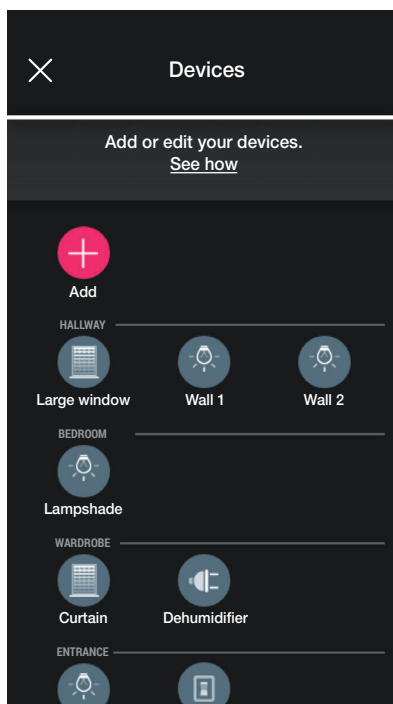 Devices
Add or edit your devices.
See how
Add
HALLWAY
Large window Wall 1 Wall 2
BEDROOM
Lampshade
WARDROBE
Curtain Dehumidifier
ENTRANCE